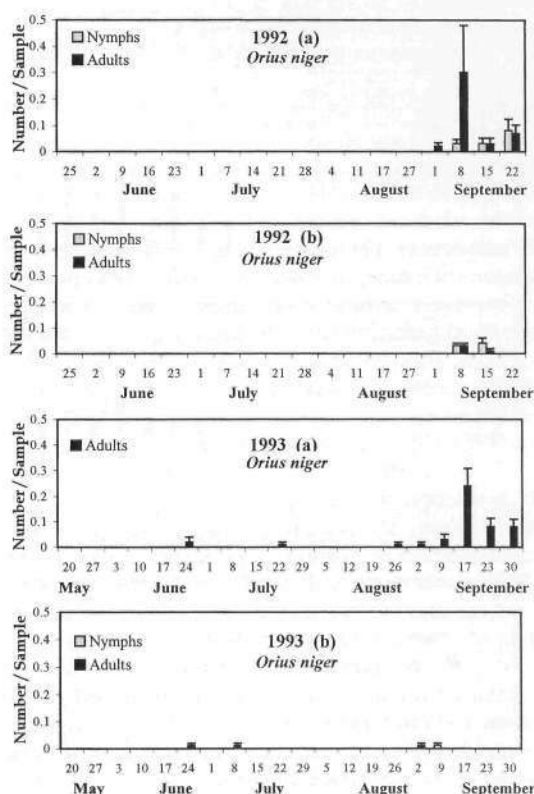 Number / Sample
0.5
0.4
0.3
0.2
0.1
0
Nymphs
Adults
1992 (a)
Orius niger
25 2 9 16 23 1 7 14 21 28 4 11 18 27 1 8 15 22
June July August September
Number / Sample
0.5
0.4
0.3
0.2
0.1
0
Nymphs
Adults
1992 (b)
Orius niger
25 2 9 16 23 1 7 14 21 28 4 11 18 27 1 8 15 22
June July August September
Number / Sample
0.5
0.4
0.3
0.2
0.1
0
Adults
1993 (a)
Orius niger
20 27 3 10 17 24 1 9 15 22 29 5 12 19 26 2 9 17 23 30
May June July August September
Number / Sample
0.5
0.4
0.3
0.2
0.1
0
Nymphs
Adults
1993 (b)
Orius niger
20 27 3 10 17 24 1 8 15 22 29 5 12 19 26 2 9 17 23 30
May June July August September